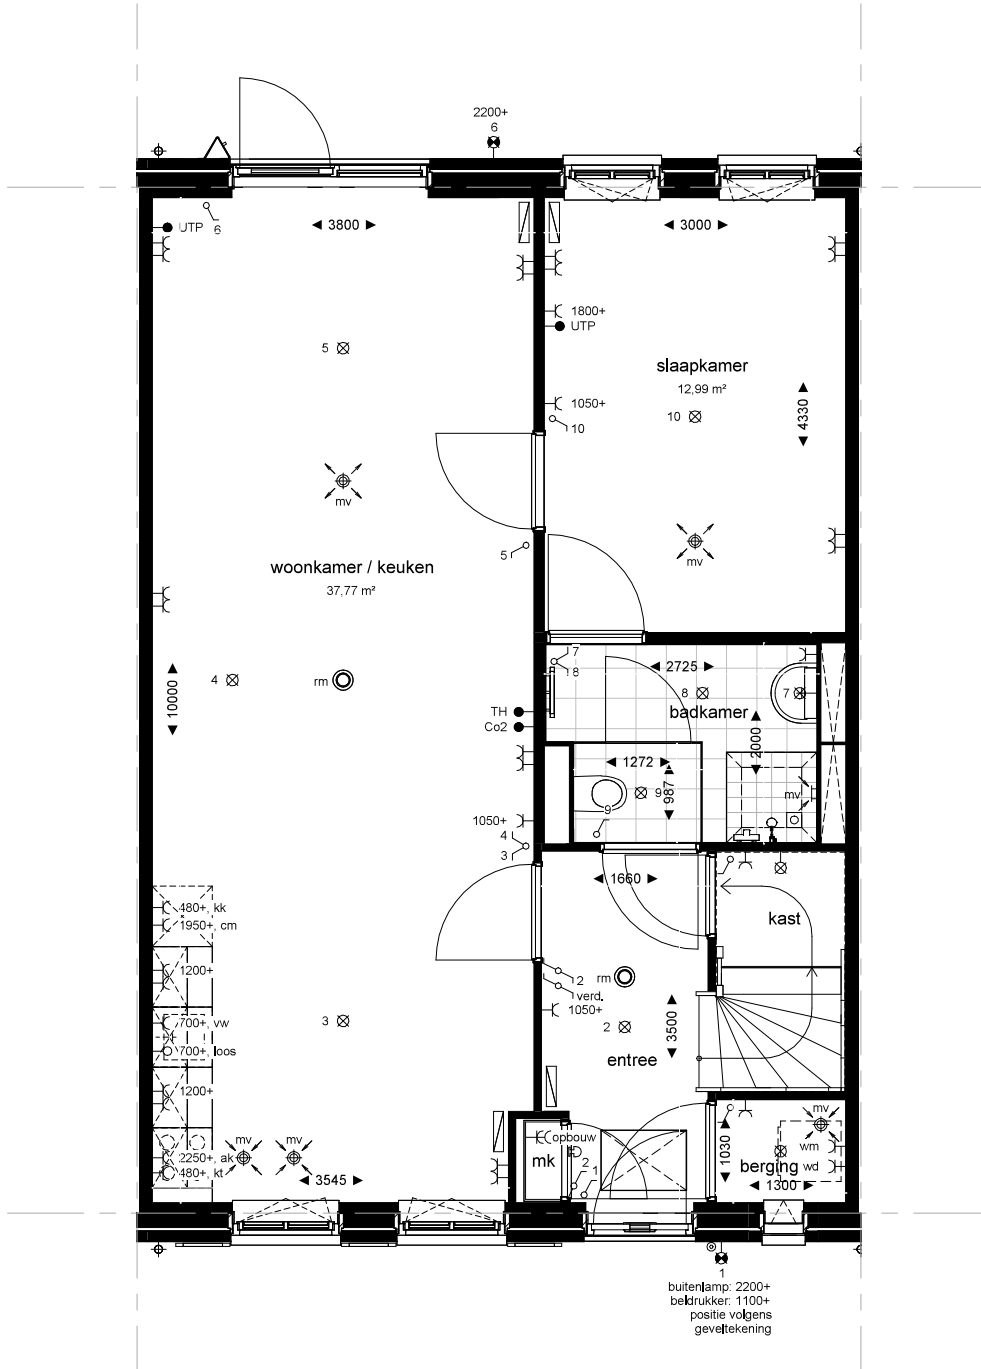 2200+
6
UTP
6
◄ 3800 ►
◄ 3000 ►
1800+
UTP
5
slaapkamer
12,99 m²
◄ 4330 ►
1050+
10
10
mv
mv
5
woonkamer / keuken
37,77 m²
◄ 10000 ►
4
rm
7
8
◄ 2725 ►
8
7
badkamer
TH
Co2
◄ 2000 ►
◄ 1272 ►
9
◄ 987 ►
mv
9
1050+
4
3
◄ 1660 ►
kast
480+, kk
1950+, cm
1200+
2
rm
verd.
1050+
700+, vw
3
2
◄ 3500 ►
700+, loos
entree
1200+
mv
mv
mv
2250+, ak
480+, kt
◄ 3545 ►
opbouw
mk
2
1
◄ 1030 ►
wm
berging
wd
◄ 1300 ►
1
buitenlamp: 2200+
beldrukker: 1100+
positie volgens
geveltekening